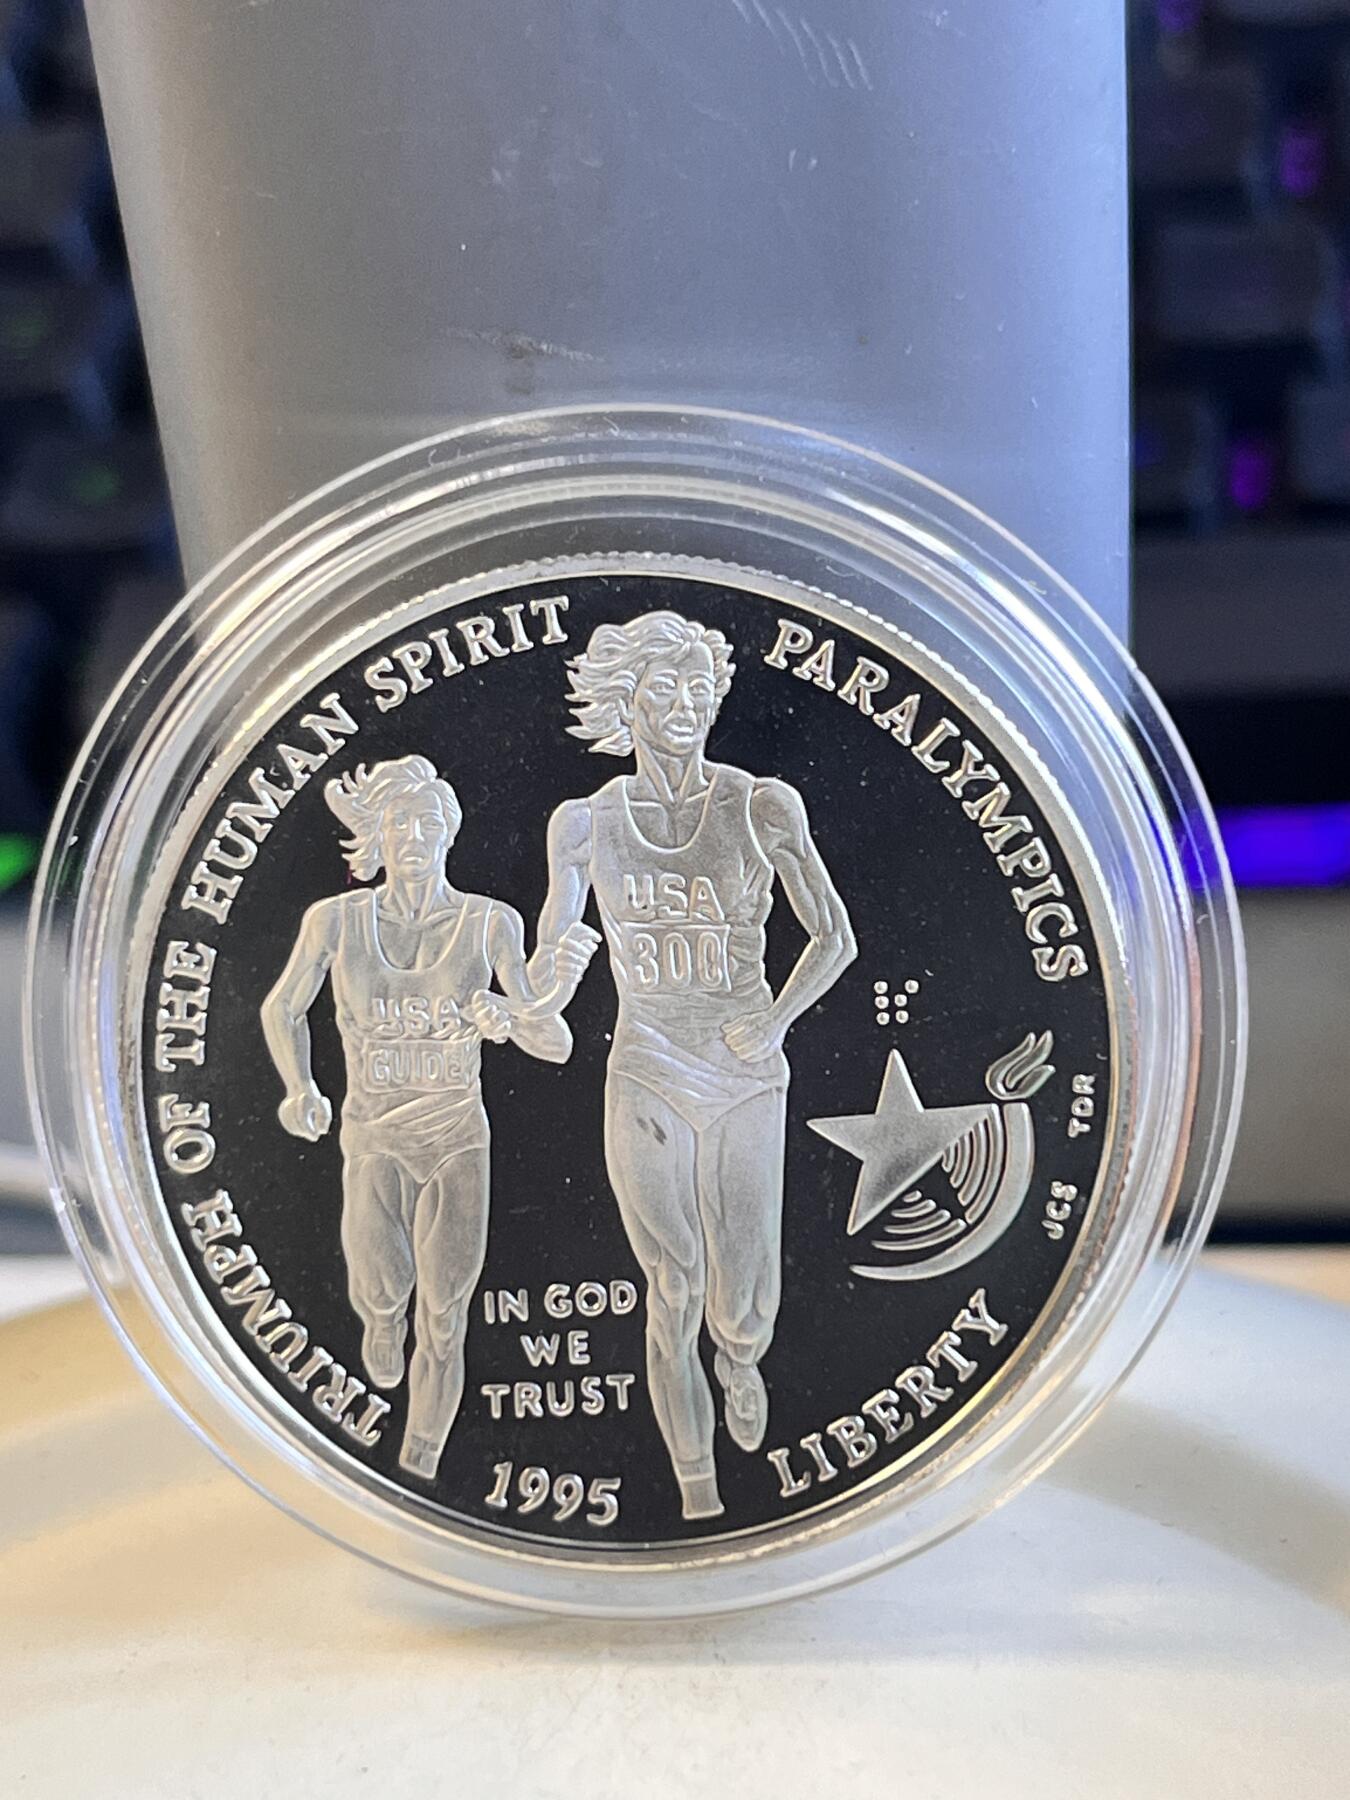 TRIUMPH OF THE HUMAN SPIRIT
PARALYMPICS
USA
300
USA
GUIDE
TDR
JCS
IN GOD
WE
TRUST
LIBERTY
1995